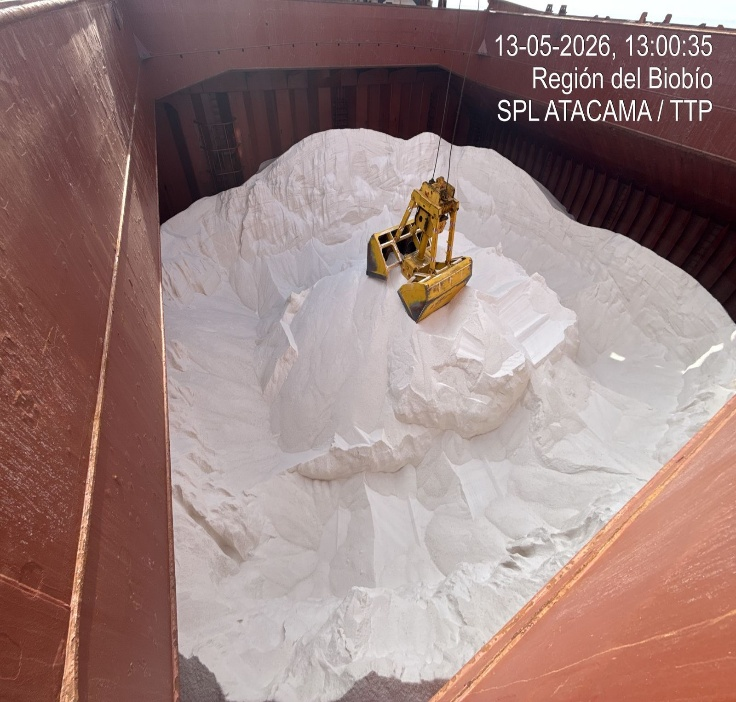 13-05-2026, 13:00:35
Región del Biobío
SPL ATACAMA / TTP